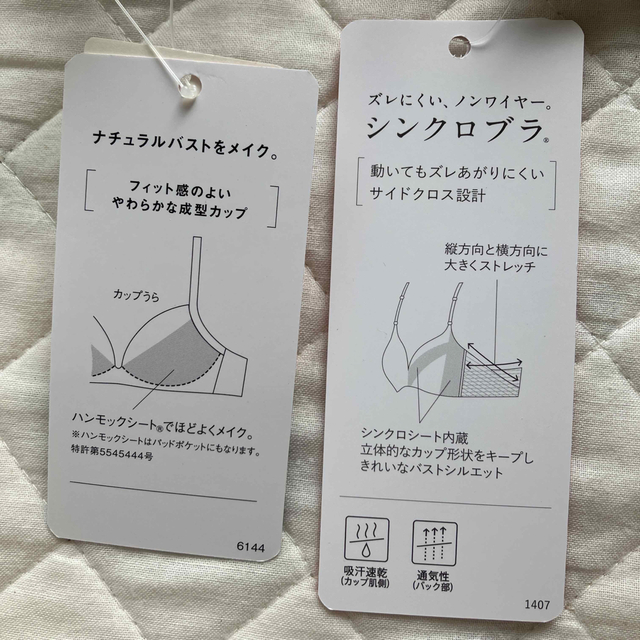 ナチュラルバストをメイク。
フィット感のよい
やわらかな成型カップ
カップうら
ハンモックシート®でほどよくメイク。
※ハンモックシートはパッドポケットにもなります。
特許第5545444号
6144
ズレにくい、ノンワイヤー。
シンクロブラ®
動いてもズレあがりにくい
サイドクロス設計
縦方向と横方向に
大きくストレッチ
シンクロシート内蔵
立体的なカップ形状をキープし
きれいなバストシルエット
吸汗速乾
(カップ肌側)
通気性
(バック部)
1407